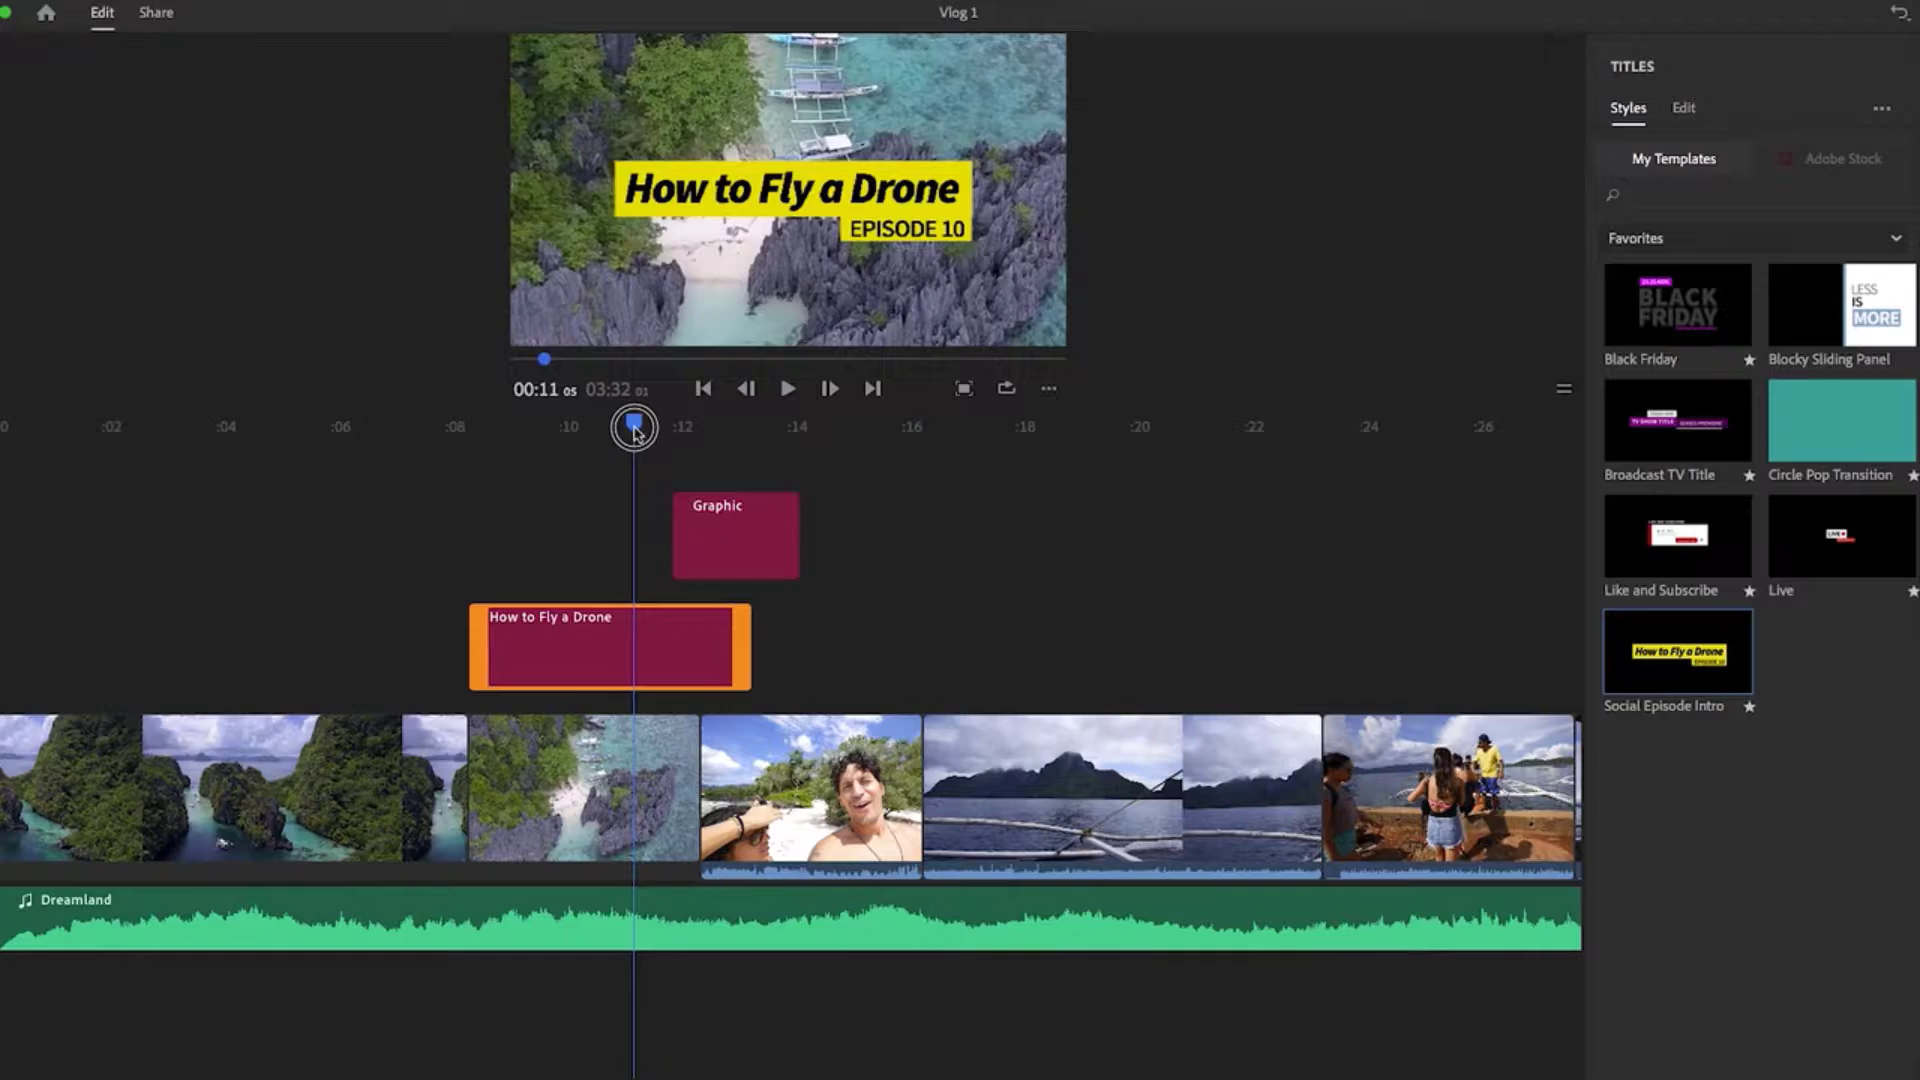 Edit Share Vlog 1
TITLES
Styles Edit
My Templates Adobe Stock
How to Fly a Drone
EPISODE 10
Favorites
BLACK
FRIDAY
LESS
IS
MORE
Black Friday Blocky Sliding Panel
00:11 05 03:32 01
0 :02 :04 :06 :08 :10 :12 :14 :16 :18 :20 :22 :24 :26
TV SHOW TITLE
Broadcast TV Title Circle Pop Transition
Graphic
LIVE
Like and Subscribe Live
How to Fly a Drone
How to Fly a Drone
EPISODE 10
Social Episode Intro
Dreamland